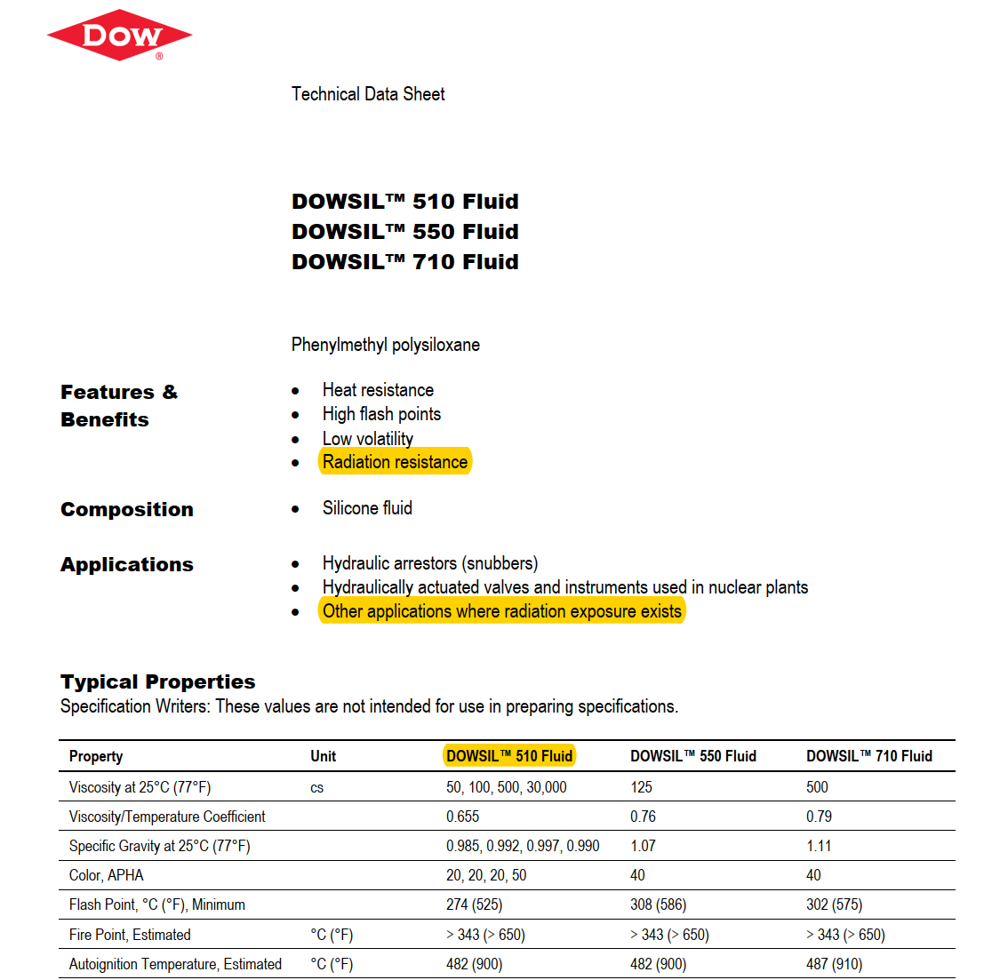 DOW
®
Technical Data Sheet
DOWSIL™ 510 Fluid
DOWSIL™ 550 Fluid
DOWSIL™ 710 Fluid
Phenylmethyl polysiloxane
Features &
Benefits
• Heat resistance
• High flash points
• Low volatility
• Radiation resistance
Composition
• Silicone fluid
Applications
• Hydraulic arrestors (snubbers)
• Hydraulically actuated valves and instruments used in nuclear plants
• Other applications where radiation exposure exists
Typical Properties
Specification Writers: These values are not intended for use in preparing specifications.
Property Unit DOWSIL™ 510 Fluid DOWSIL™ 550 Fluid DOWSIL™ 710 Fluid
Viscosity at 25°C (77°F) cs 50, 100, 500, 30,000 125 500
Viscosity/Temperature Coefficient 0.655 0.76 0.79
Specific Gravity at 25°C (77°F) 0.985, 0.992, 0.997, 0.990 1.07 1.11
Color, APHA 20, 20, 20, 50 40 40
Flash Point, °C (°F), Minimum 274 (525) 308 (586) 302 (575)
Fire Point, Estimated °C (°F) > 343 (> 650) > 343 (> 650) > 343 (> 650)
Autoignition Temperature, Estimated °C (°F) 482 (900) 482 (900) 487 (910)